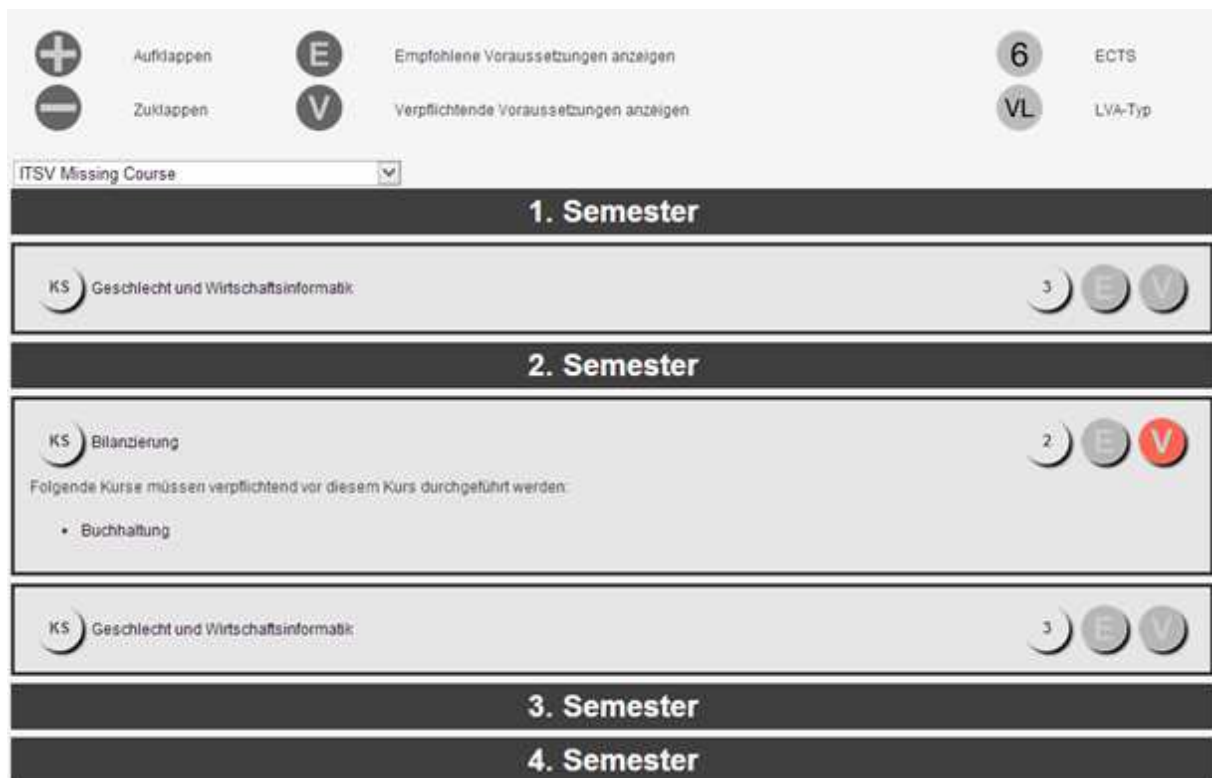 Aufklappen E Empfohlene Voraussetzungen anzeigen 6 ECTS
Zuklappen V Verpflichtende Voraussetzungen anzeigen VL LVA-Typ
ITSV Missing Course
1. Semester
KS Geschlecht und Wirtschaftsinformatik 3 E V
2. Semester
KS Bilanzierung 2 E V
Folgende Kurse müssen verpflichtend vor diesem Kurs durchgeführt werden:
• Buchhaltung
KS Geschlecht und Wirtschaftsinformatik 3 E V
3. Semester
4. Semester